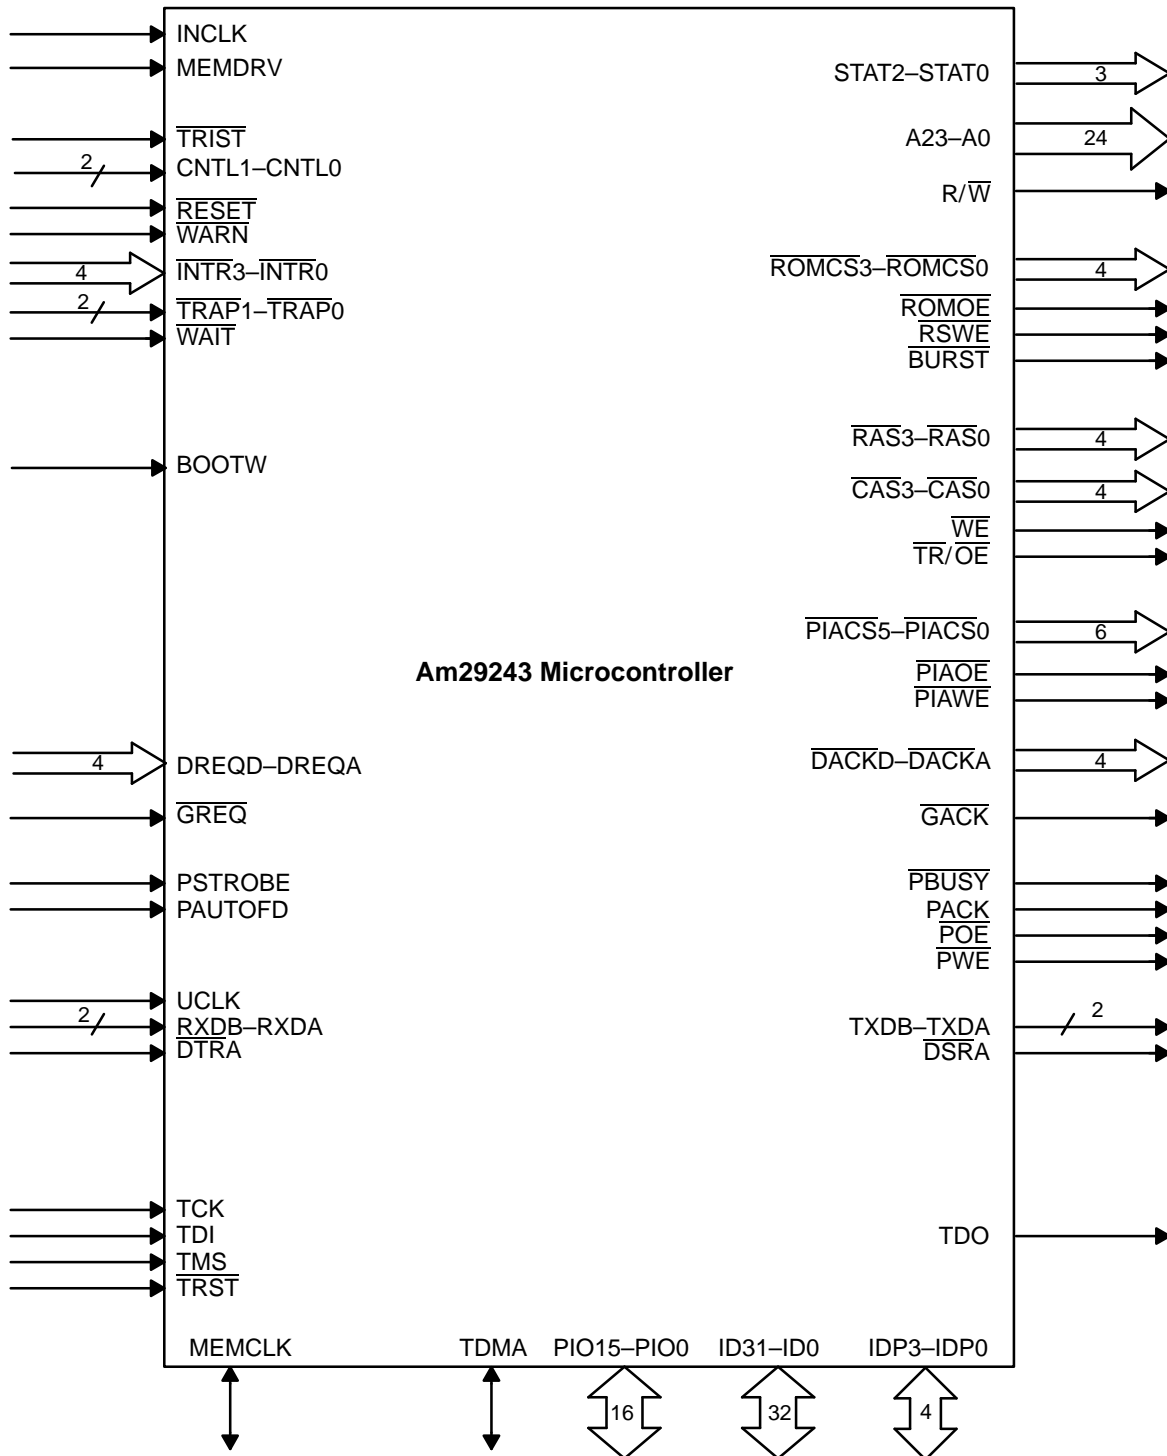 INCLK
MEMDRV
STAT2–STAT0
3
A23–A0
24
TRIST
2
CNTL1–CNTL0
R/W
RESET
WARN
4
INTR3–INTR0
ROMCS3–ROMCS0
4
2
TRAP1–TRAP0
ROMOE
WAIT
RSWE
BURST
RAS3–RAS0
4
BOOTW
CAS3–CAS0
4
WE
TR/OE
PIACS5–PIACS0
6
Am29243 Microcontroller
PIAOE
PIAWE
4
DREQD–DREQA
DACKD–DACKA
4
GREQ
GACK
PSTROBE
PBUSY
PAUTOFD
PACK
POE
PWE
UCLK
2
RXDB–RXDA
TXDB–TXDA
2
DTRA
DSRA
TCK
TDI
TDO
TMS
TRST
MEMCLK
TDMA
PIO15–PIO0
ID31–ID0
IDP3–IDP0
16
32
4